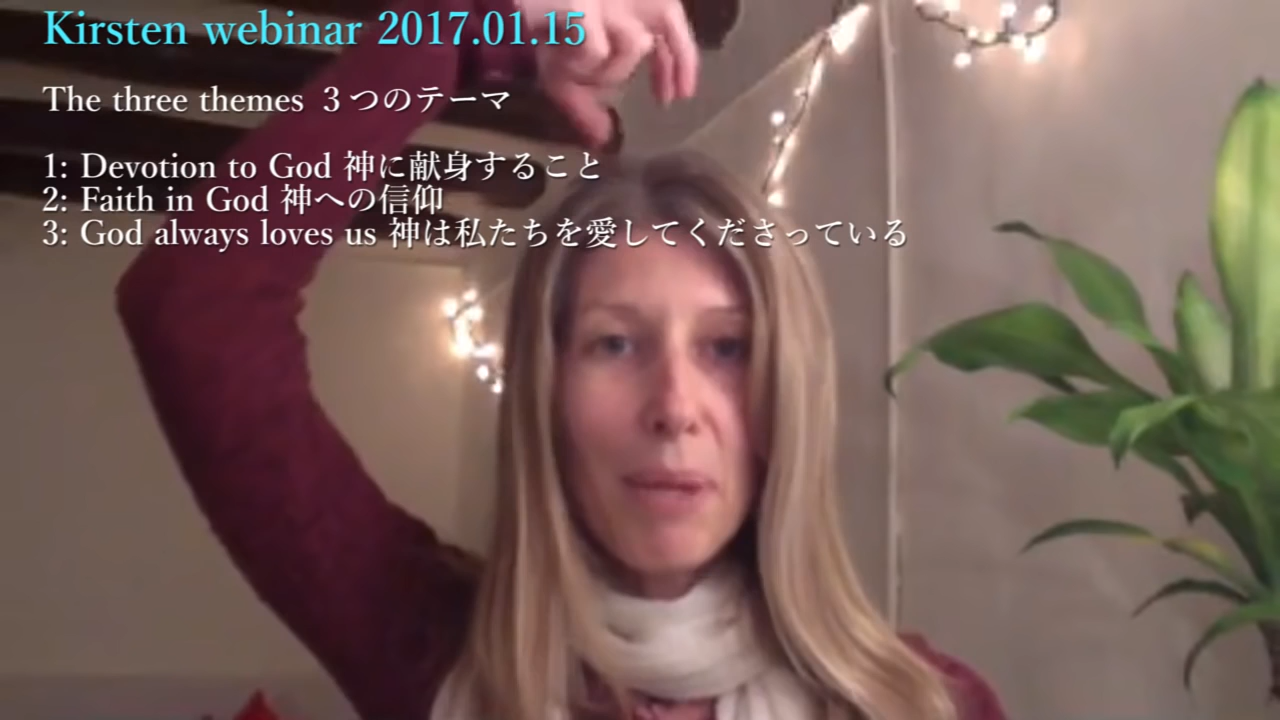 Kirsten webinar 2017.01.15
The three themes ３つのテーマ
1: Devotion to God 神に献身すること
2: Faith in God 神への信仰
3: God always loves us 神は私たちを愛してくださっている